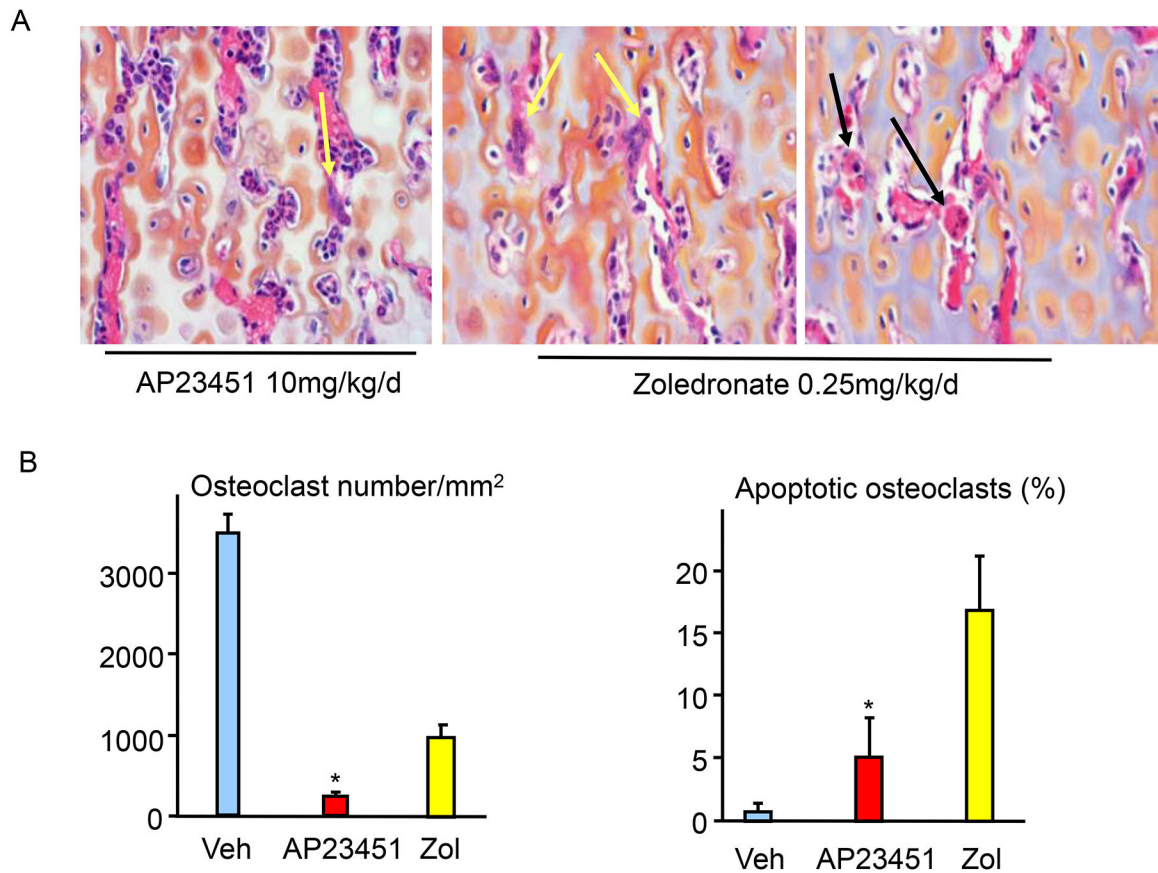 A
AP23451 10mg/kg/d
Zoledronate 0.25mg/kg/d
B
Osteoclast number/mm²
3000
2000
1000
0
*
Veh
AP23451
Zol
Apoptotic osteoclasts (%)
20
15
10
5
0
*
Veh
AP23451
Zol